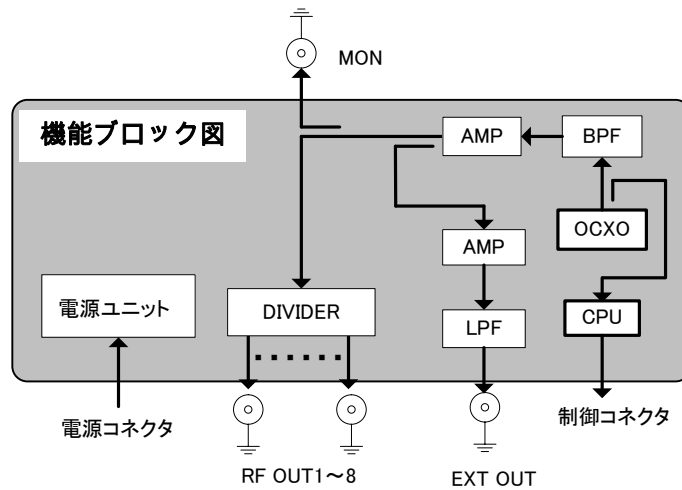 MON
機能ブロック図
AMP
BPF
OCXO
AMP
電源ユニット
DIVIDER
LPF
CPU
電源コネクタ
制御コネクタ
RF OUT1～8
EXT OUT